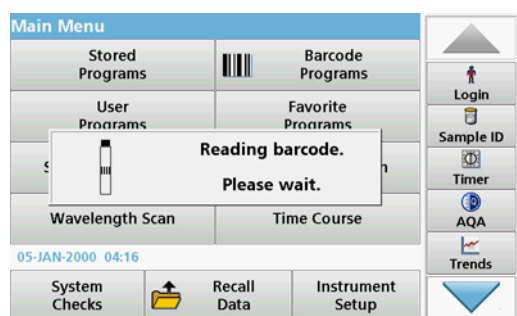 Main Menu
Stored
Programs
Barcode
Programs
User
Programs
Favorite
Programs
Reading barcode.
Please wait.
Wavelength Scan
Time Course
05-JAN-2000 04:16
System
Checks
Recall
Data
Instrument
Setup
Login
Sample ID
Timer
AQA
Trends